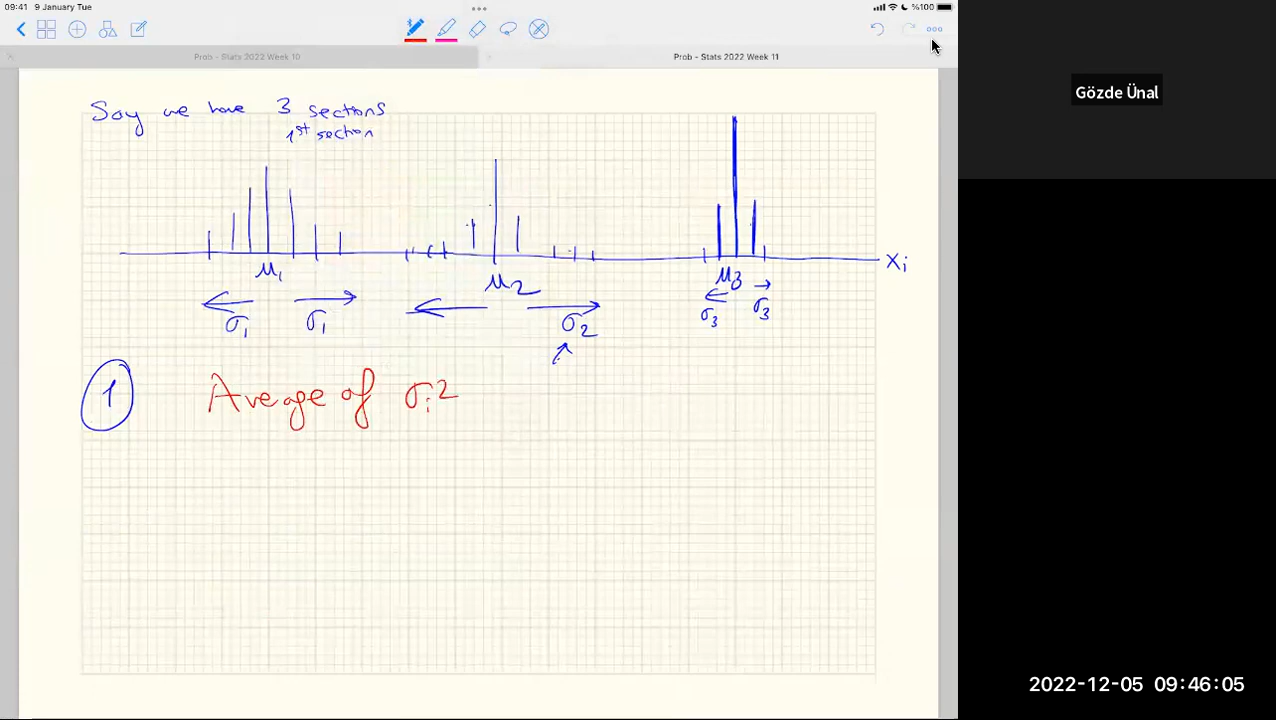 09:41 9 January Tue
%100
Prob - Stats 2022 Week 10
Prob - Stats 2022 Week 11
Gözde Ünal
Say we have 3 sections
1st section
μ1 μ2 μ3 xi
σ1 σ1 σ2 σ3 σ3
1 Average of σi²
2022-12-05 09:46:05